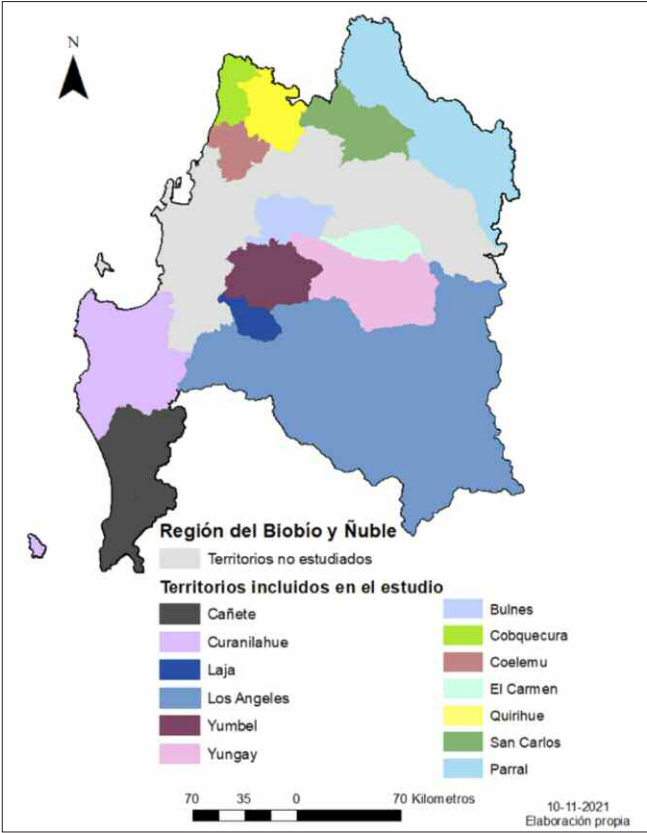 N
Región del Biobío y Ñuble
Territorios no estudiados
Territorios incluidos en el estudio
Cañete
Curanilahue
Laja
Los Angeles
Yumbel
Yungay
Bulnes
Cobquecura
Coelemu
El Carmen
Quirihue
San Carlos
Parral
70 35 0 70 Kilometros
10-11-2021
Elaboración propia